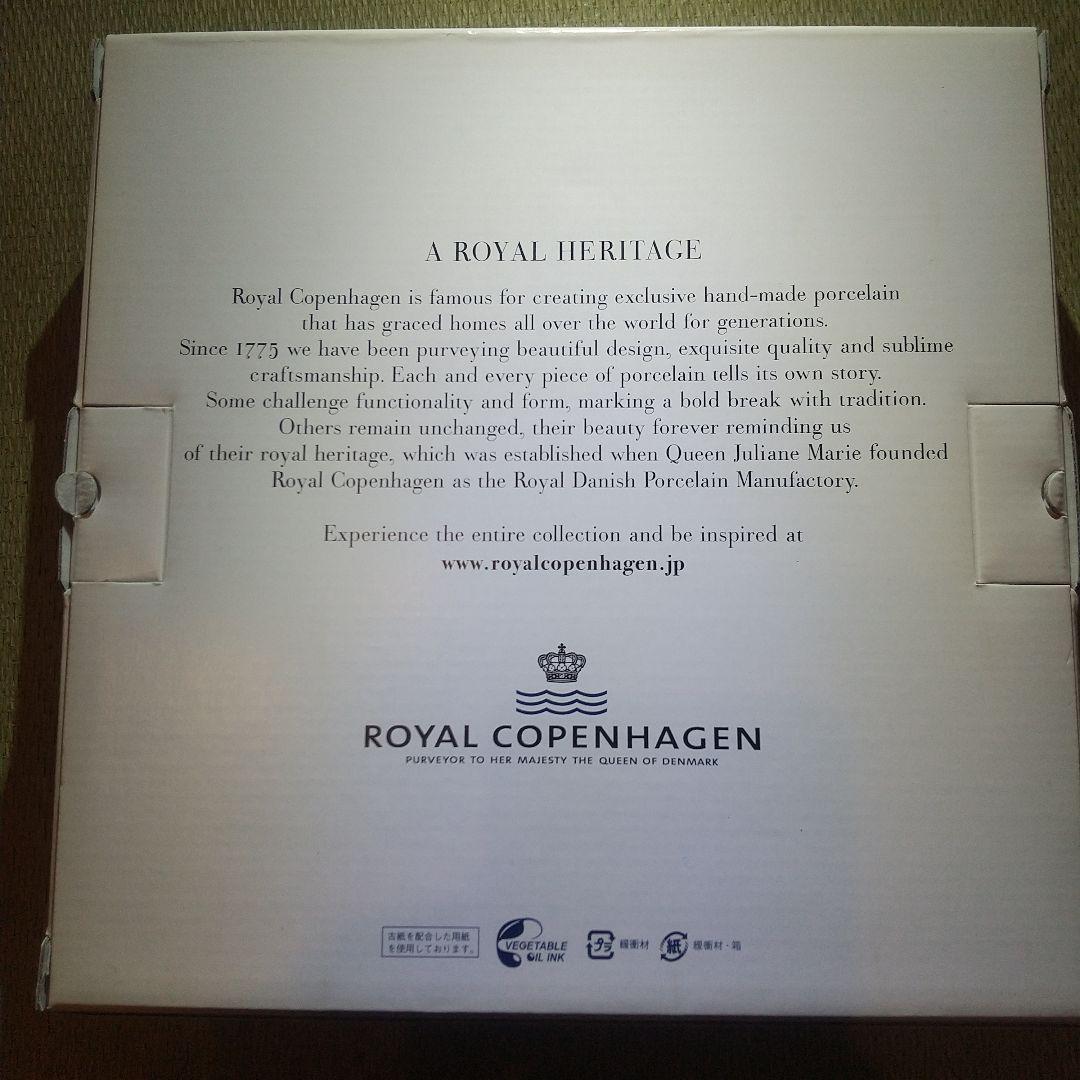 A ROYAL HERITAGE
Royal Copenhagen is famous for creating exclusive hand-made porcelain
that has graced homes all over the world for generations.
Since 1775 we have been purveying beautiful design, exquisite quality and sublime
craftsmanship. Each and every piece of porcelain tells its own story.
Some challenge functionality and form, marking a bold break with tradition.
Others remain unchanged, their beauty forever reminding us
of their royal heritage, which was established when Queen Juliane Marie founded
Royal Copenhagen as the Royal Danish Porcelain Manufactory.
Experience the entire collection and be inspired at
www.royalcopenhagen.jp
ROYAL COPENHAGEN
PURVEYOR TO HER MAJESTY THE QUEEN OF DENMARK
古紙を配合した用紙
を使用しております。
VEGETABLE
OIL INK
プラ 緩衝材
紙 緩衝材・箱